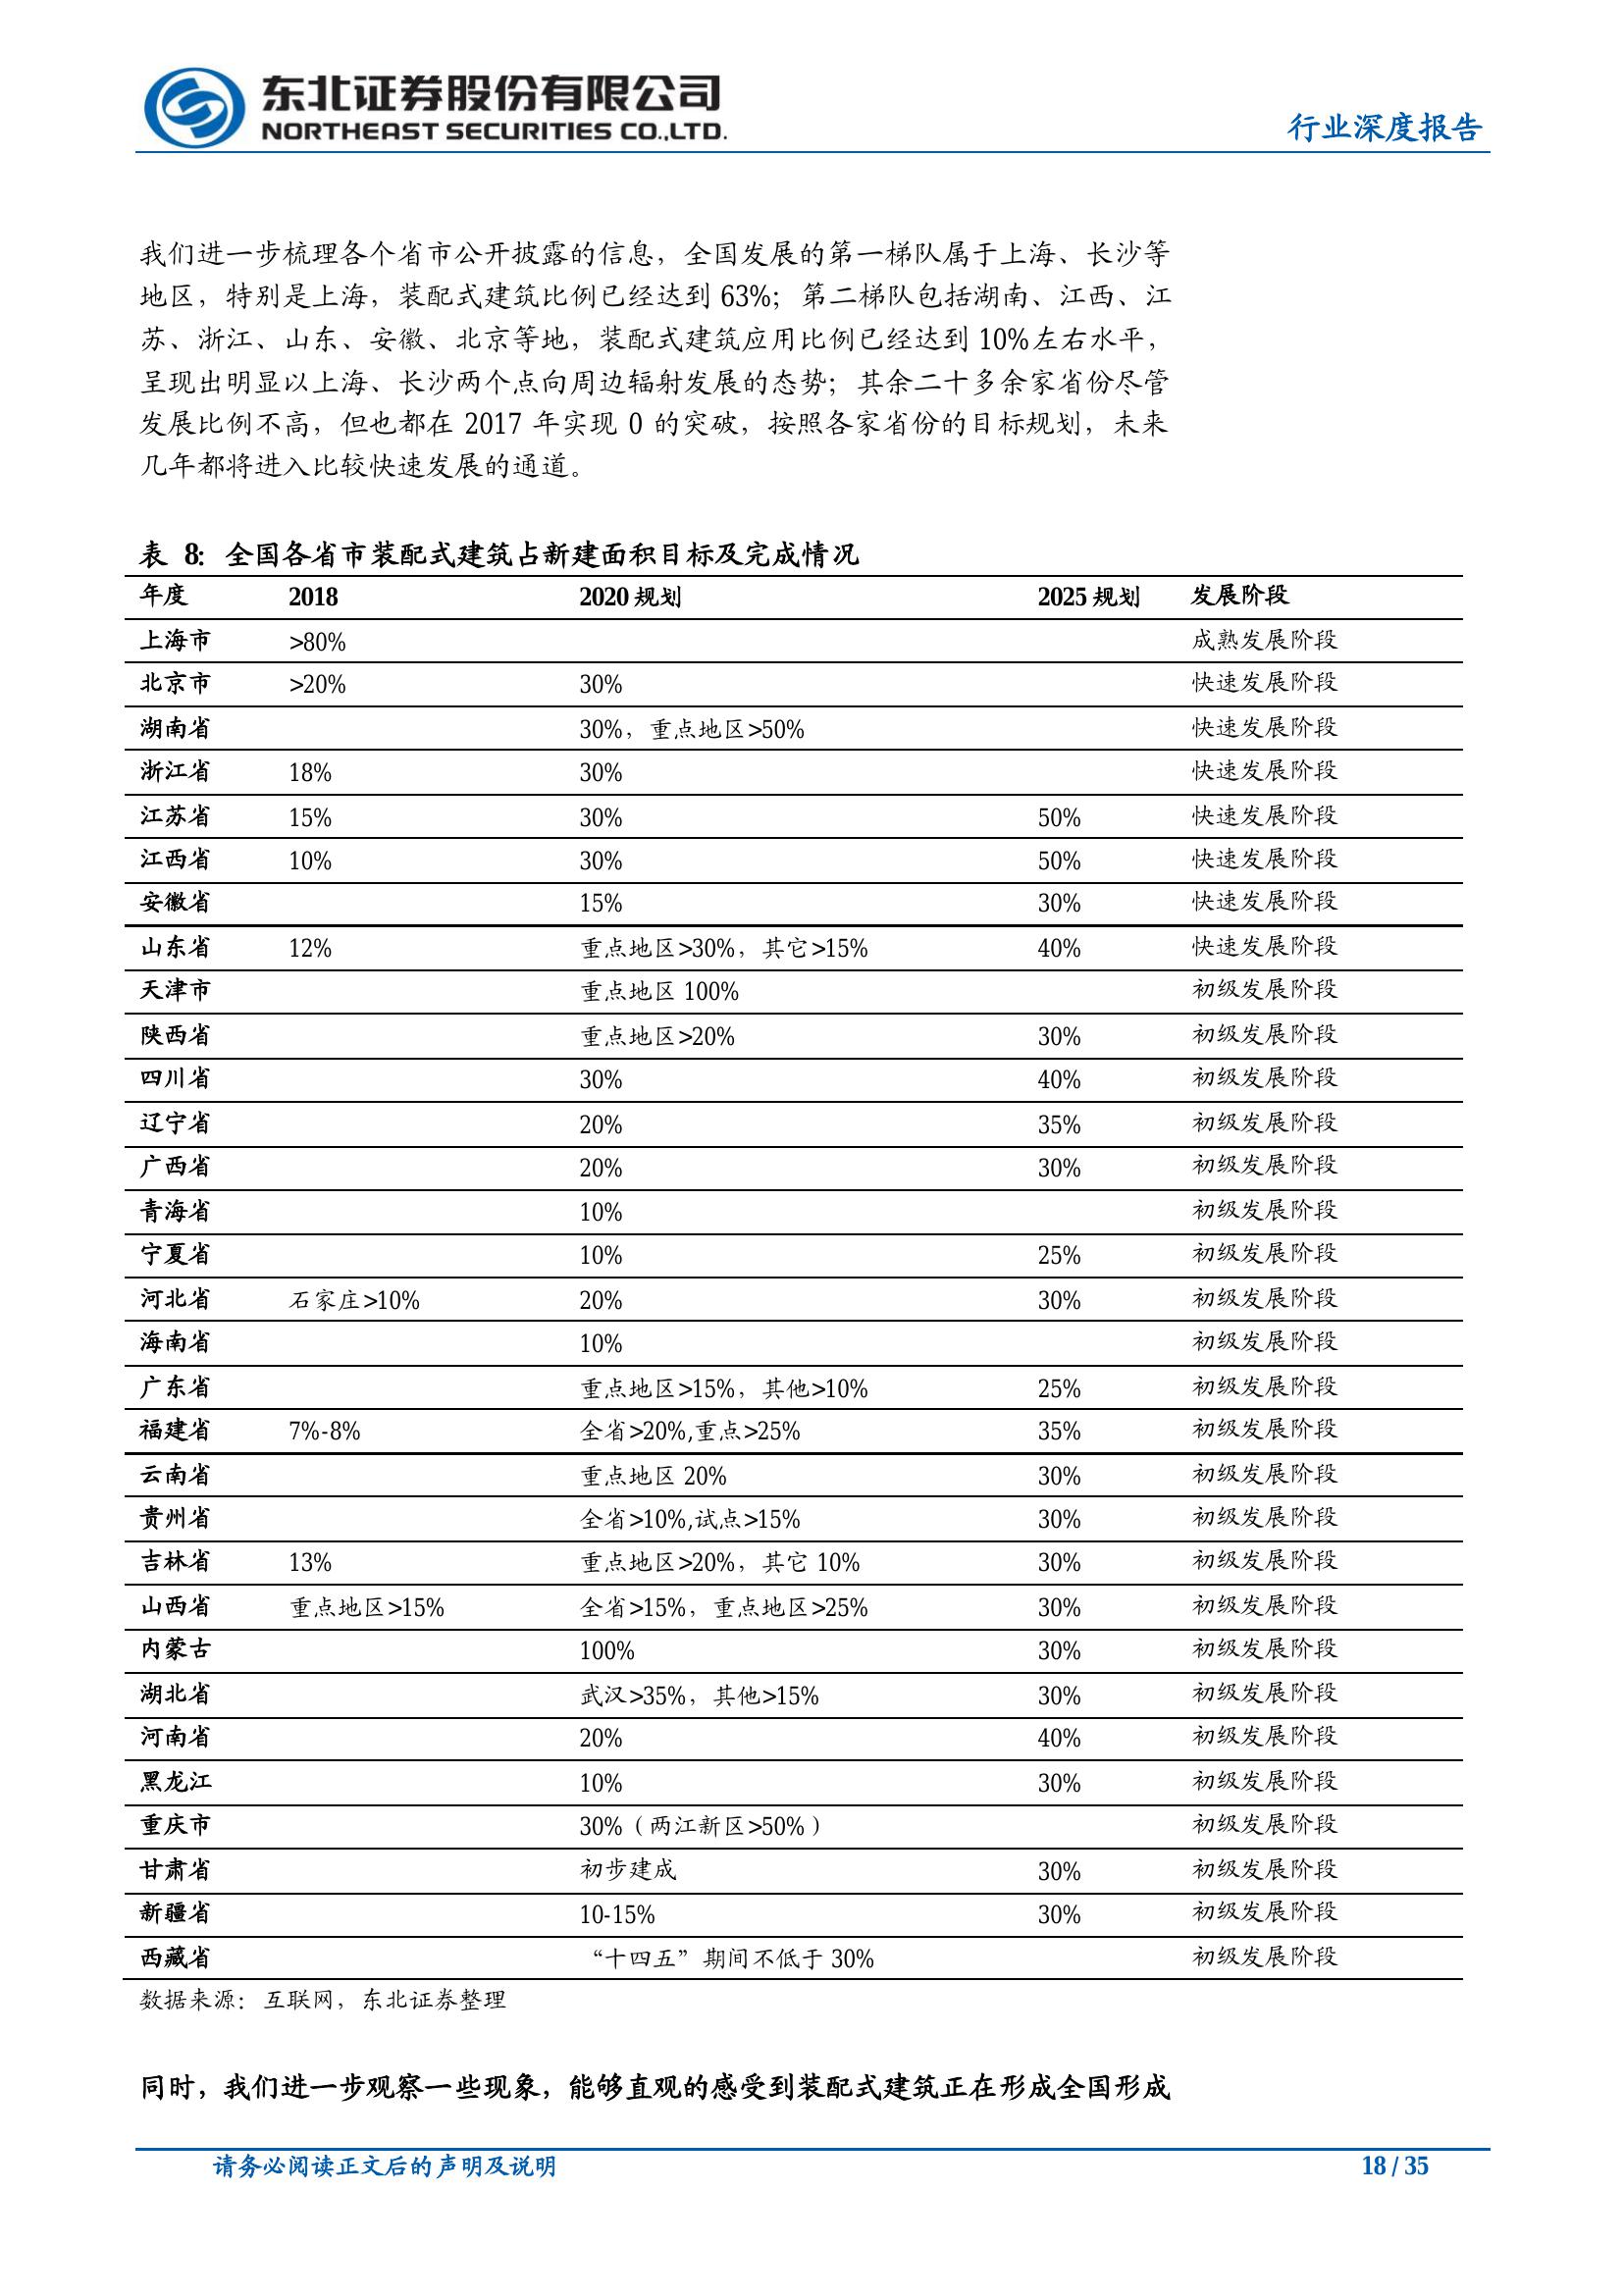 东北证券股份有限公司
NORTHEAST SECURITIES CO.,LTD.
行业深度报告
我们进一步梳理各个省市公开披露的信息，全国发展的第一梯队属于上海、长沙等
地区，特别是上海，装配式建筑比例已经达到 63%；第二梯队包括湖南、江西、江
苏、浙江、山东、安徽、北京等地，装配式建筑应用比例已经达到 10%左右水平，
呈现出明显以上海、长沙两个点向周边辐射发展的态势；其余二十多余家省份尽管
发展比例不高，但也都在 2017 年实现 0 的突破，按照各家省份的目标规划，未来
几年都将进入比较快速发展的通道。
表 8：全国各省市装配式建筑占新建面积目标及完成情况
年度 2018 2020 规划 2025 规划 发展阶段
上海市 >80% 成熟发展阶段
北京市 >20% 30% 快速发展阶段
湖南省 30%，重点地区>50% 快速发展阶段
浙江省 18% 30% 快速发展阶段
江苏省 15% 30% 50% 快速发展阶段
江西省 10% 30% 50% 快速发展阶段
安徽省 15% 30% 快速发展阶段
山东省 12% 重点地区>30%，其它>15% 40% 快速发展阶段
天津市 重点地区 100% 初级发展阶段
陕西省 重点地区>20% 30% 初级发展阶段
四川省 30% 40% 初级发展阶段
辽宁省 20% 35% 初级发展阶段
广西省 20% 30% 初级发展阶段
青海省 10% 初级发展阶段
宁夏省 10% 25% 初级发展阶段
河北省 石家庄>10% 20% 30% 初级发展阶段
海南省 10% 初级发展阶段
广东省 重点地区>15%，其他>10% 25% 初级发展阶段
福建省 7%-8% 全省>20%,重点>25% 35% 初级发展阶段
云南省 重点地区 20% 30% 初级发展阶段
贵州省 全省>10%,试点>15% 30% 初级发展阶段
吉林省 13% 重点地区>20%，其它 10% 30% 初级发展阶段
山西省 重点地区>15% 全省>15%，重点地区>25% 30% 初级发展阶段
内蒙古 100% 30% 初级发展阶段
湖北省 武汉>35%，其他>15% 30% 初级发展阶段
河南省 20% 40% 初级发展阶段
黑龙江 10% 30% 初级发展阶段
重庆市 30%（两江新区>50%） 初级发展阶段
甘肃省 初步建成 30% 初级发展阶段
新疆省 10-15% 30% 初级发展阶段
西藏省 “十四五”期间不低于 30% 初级发展阶段
数据来源：互联网，东北证券整理
同时，我们进一步观察一些现象，能够直观的感受到装配式建筑正在形成全国形成
请务必阅读正文后的声明及说明
18 / 35